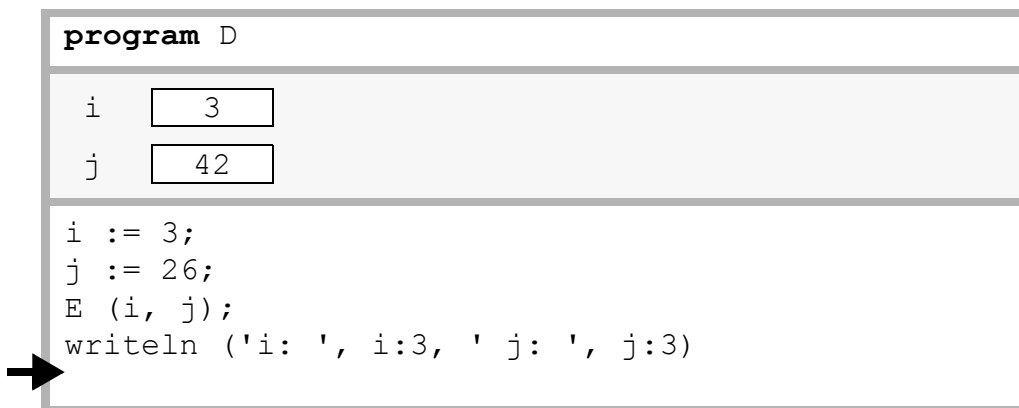 program D
i 3
j 42
i := 3;
j := 26;
E (i, j);
writeln ('i: ', i:3, ' j: ', j:3)